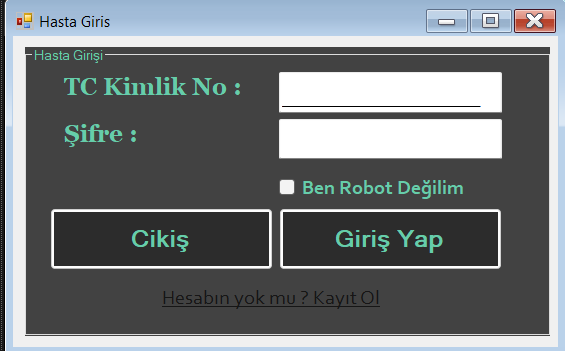 Hasta Giris
Hasta Girişi
TC Kimlik No :
Şifre :
Ben Robot Değilim
Cikiş
Giriş Yap
Hesabın yok mu ? Kayıt Ol